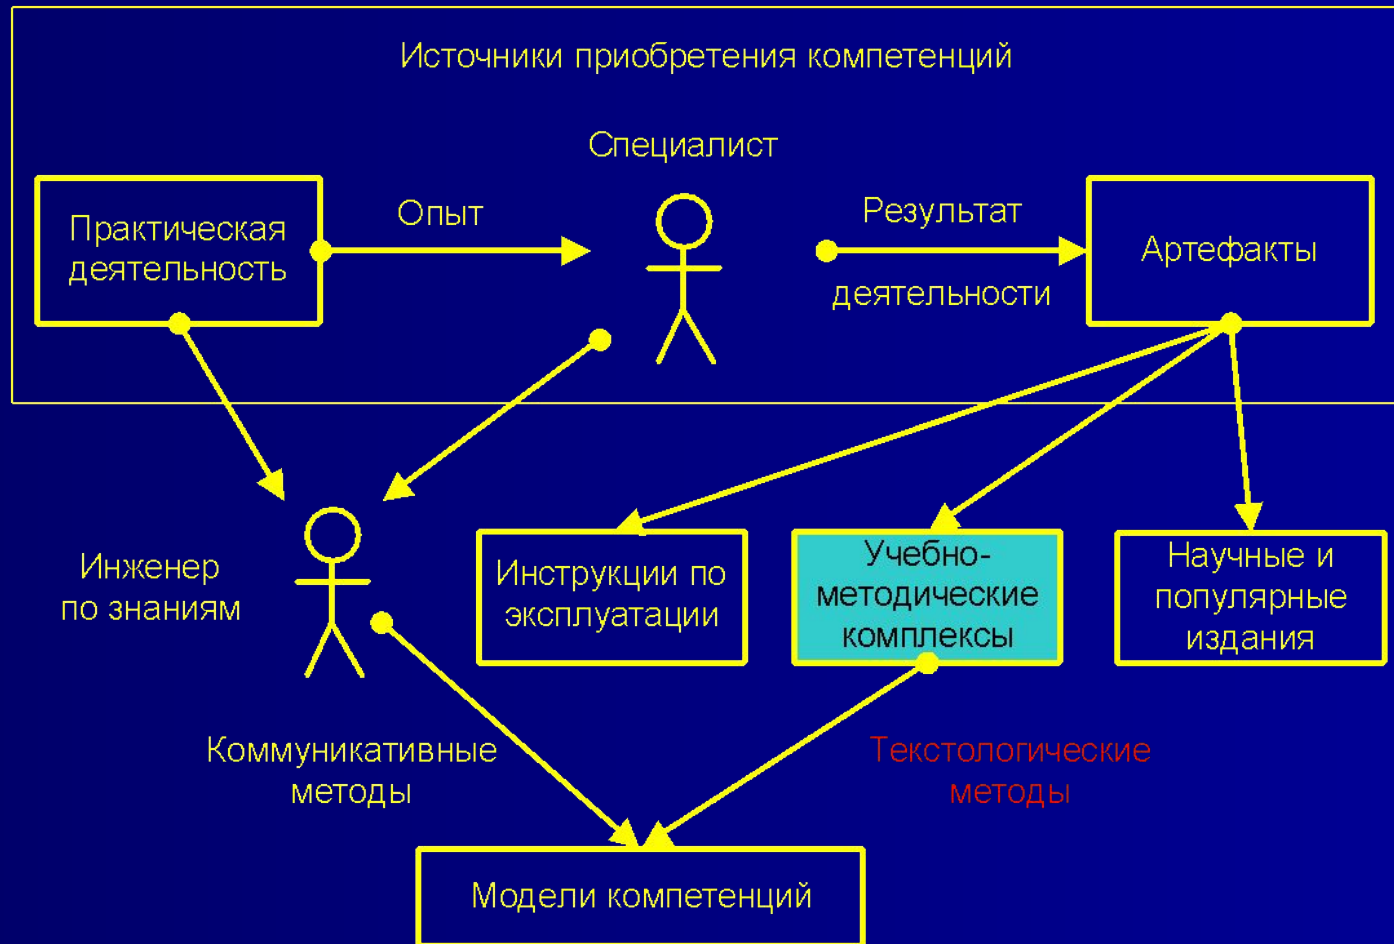 Источники приобретения компетенций
Специалист
Практическая
деятельность
Опыт
Результат
деятельности
Артефакты
Инженер
по знаниям
Инструкции по
эксплуатации
Учебно-
методические
комплексы
Научные и
популярные
издания
Коммуникативные
методы
Текстологические
методы
Модели компетенций